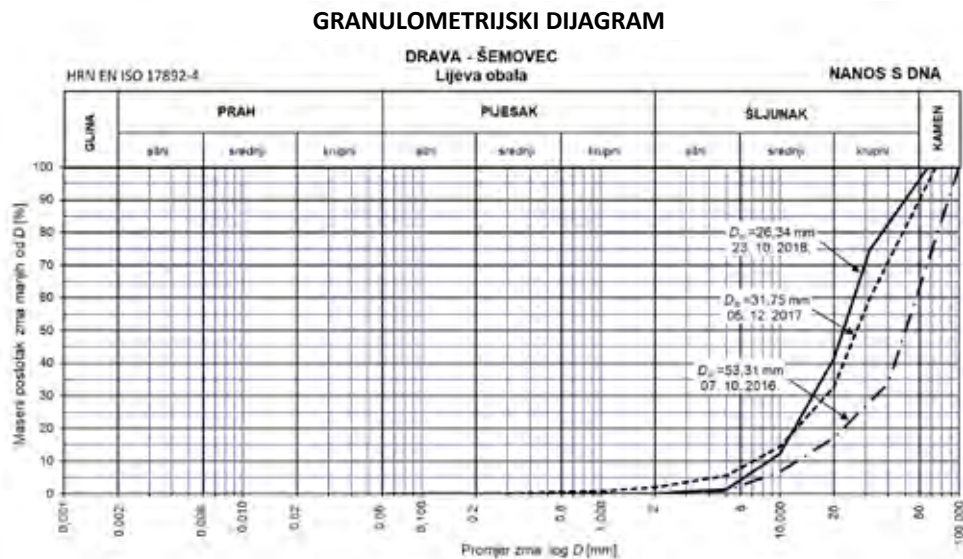 GRANULOMETRIJSKI DIJAGRAM
DRAVA - ŠEMOVEC
HRN EN ISO 17892-4
Lijeva obala
NANOS S DNA
GLINA
PRAH
PIJESAK
ŠLJUNAK
KAMEN
sitni
srednji
krupni
sitni
srednji
krupni
sitni
srednji
krupni
Maseni postotak zrna manjih od D [%]
100
90
80
70
60
50
40
30
20
10
0
=26,34 mm
23. 10. 2018.
=31,75 mm
05. 12. 2017.
=53,31 mm
07. 10. 2016.
0,001
0,002
0,006
0,010
0,02
0,06
0,100
0,2
0,6
1,000
2
6
10,000
20
60
100,000
Promjer zrna log D [mm]